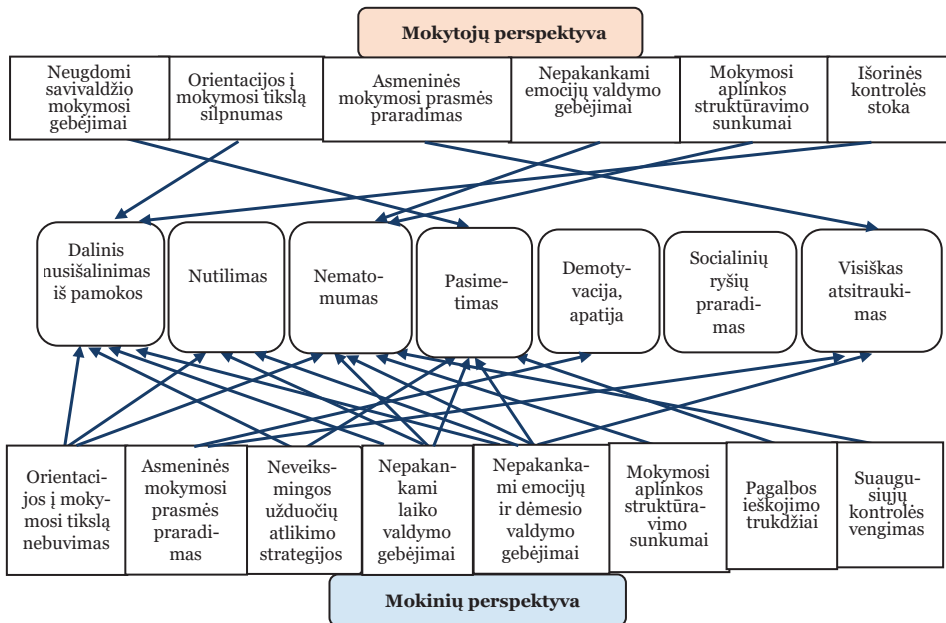 Mokytojų perspektyva
Neugdomi
savivaldžio
mokymosi
gebėjimai
Orientacijos į
mokymosi tikslą
silpnumas
Asmeninės
mokymosi prasmės
praradimas
Nepakankami
emocijų valdymo
gebėjimai
Mokymosi
aplinkos
struktūravimo
sunkumai
Išorinės
kontrolės
stoka
Dalinis
nusišalinimas
iš pamokos
Nutilimas
Nemato-
mumas
Pasime-
timas
Demoty-
vacija,
apatija
Socialinių
ryšių
praradi-
mas
Visiškas
atsitrauki-
mas
Orientaci-
jos į moky-
mosi tikslą
nebuvimas
Asmeninės
mokymosi
prasmės
praradi-
mas
Neveiks-
mingos
užduočių
atlikimo
strategijos
Nepakan-
kami
laiko
valdymo
gebėjimai
Nepakanka-
mi emocijų
ir dėmesio
valdymo
gebėjimai
Mokymosi
aplinkos
struktūra-
vimo
sunkumai
Pagalbos
ieškojimo
trukdžiai
Suaugu-
siųjų
kontrolės
vengimas
Mokinių perspektyva